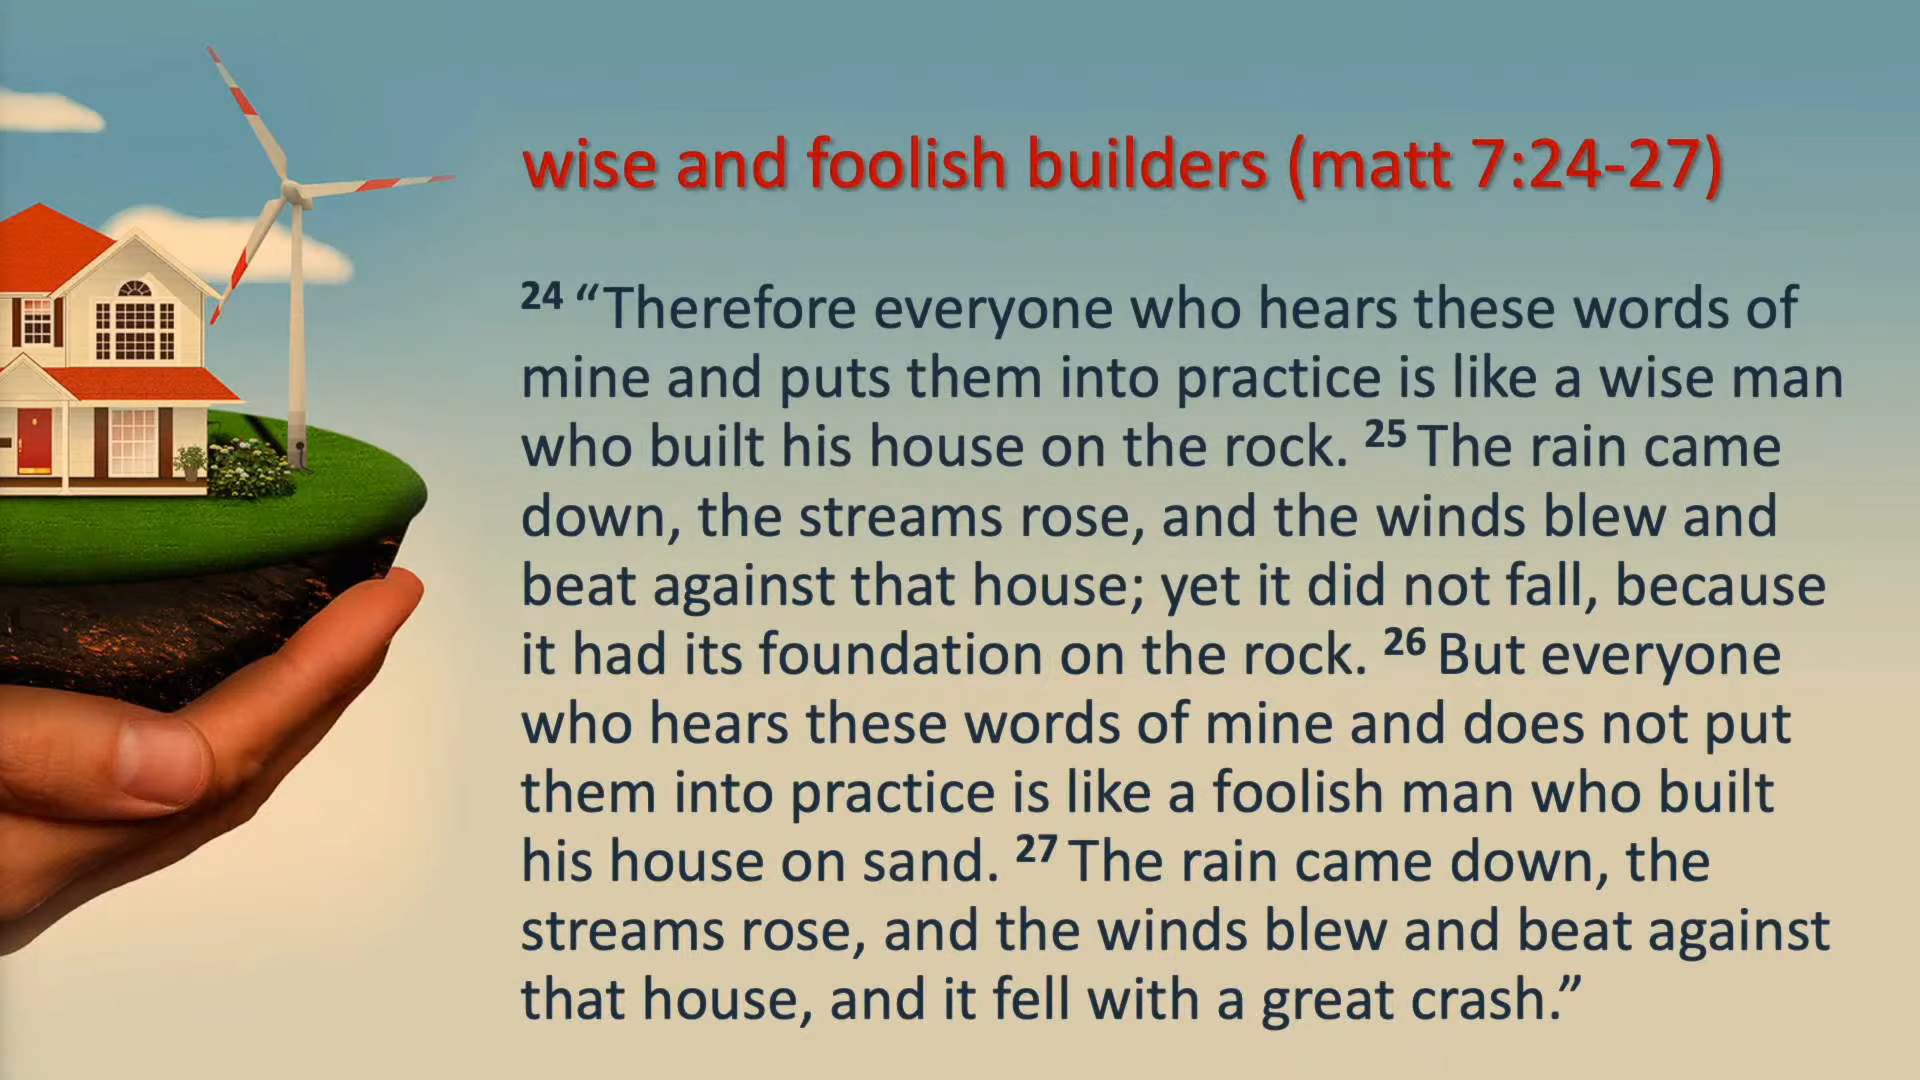 wise and foolish builders (matt 7:24-27)
24 “Therefore everyone who hears these words of
mine and puts them into practice is like a wise man
who built his house on the rock. 25 The rain came
down, the streams rose, and the winds blew and
beat against that house; yet it did not fall, because
it had its foundation on the rock. 26 But everyone
who hears these words of mine and does not put
them into practice is like a foolish man who built
his house on sand. 27 The rain came down, the
streams rose, and the winds blew and beat against
that house, and it fell with a great crash.”